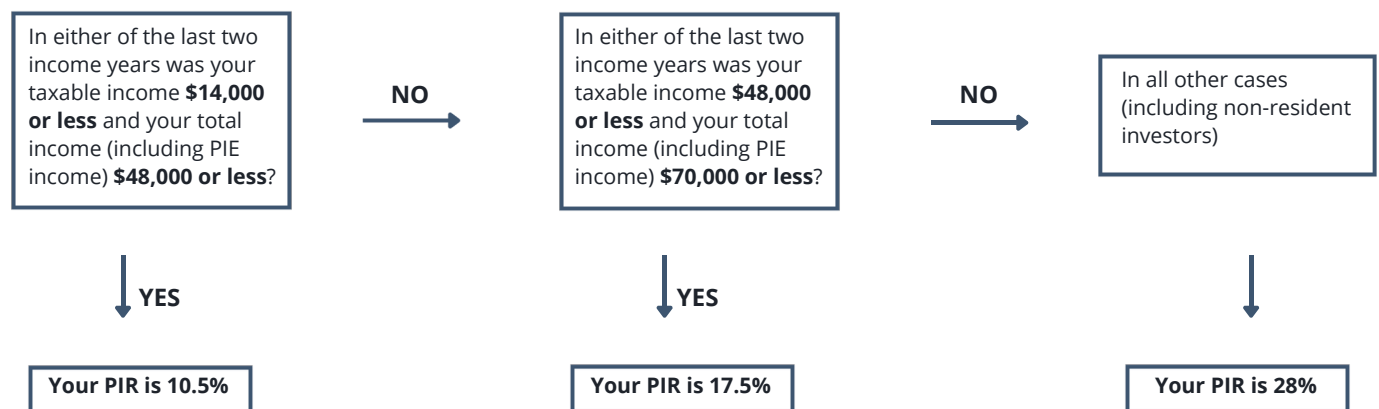 In either of the last two
income years was your
taxable income $14,000
or less and your total
income (including PIE
income) $48,000 or less?
NO
In either of the last two
income years was your
taxable income $48,000
or less and your total
income (including PIE
income) $70,000 or less?
NO
In all other cases
(including non-resident
investors)
YES
YES
Your PIR is 10.5%
Your PIR is 17.5%
Your PIR is 28%